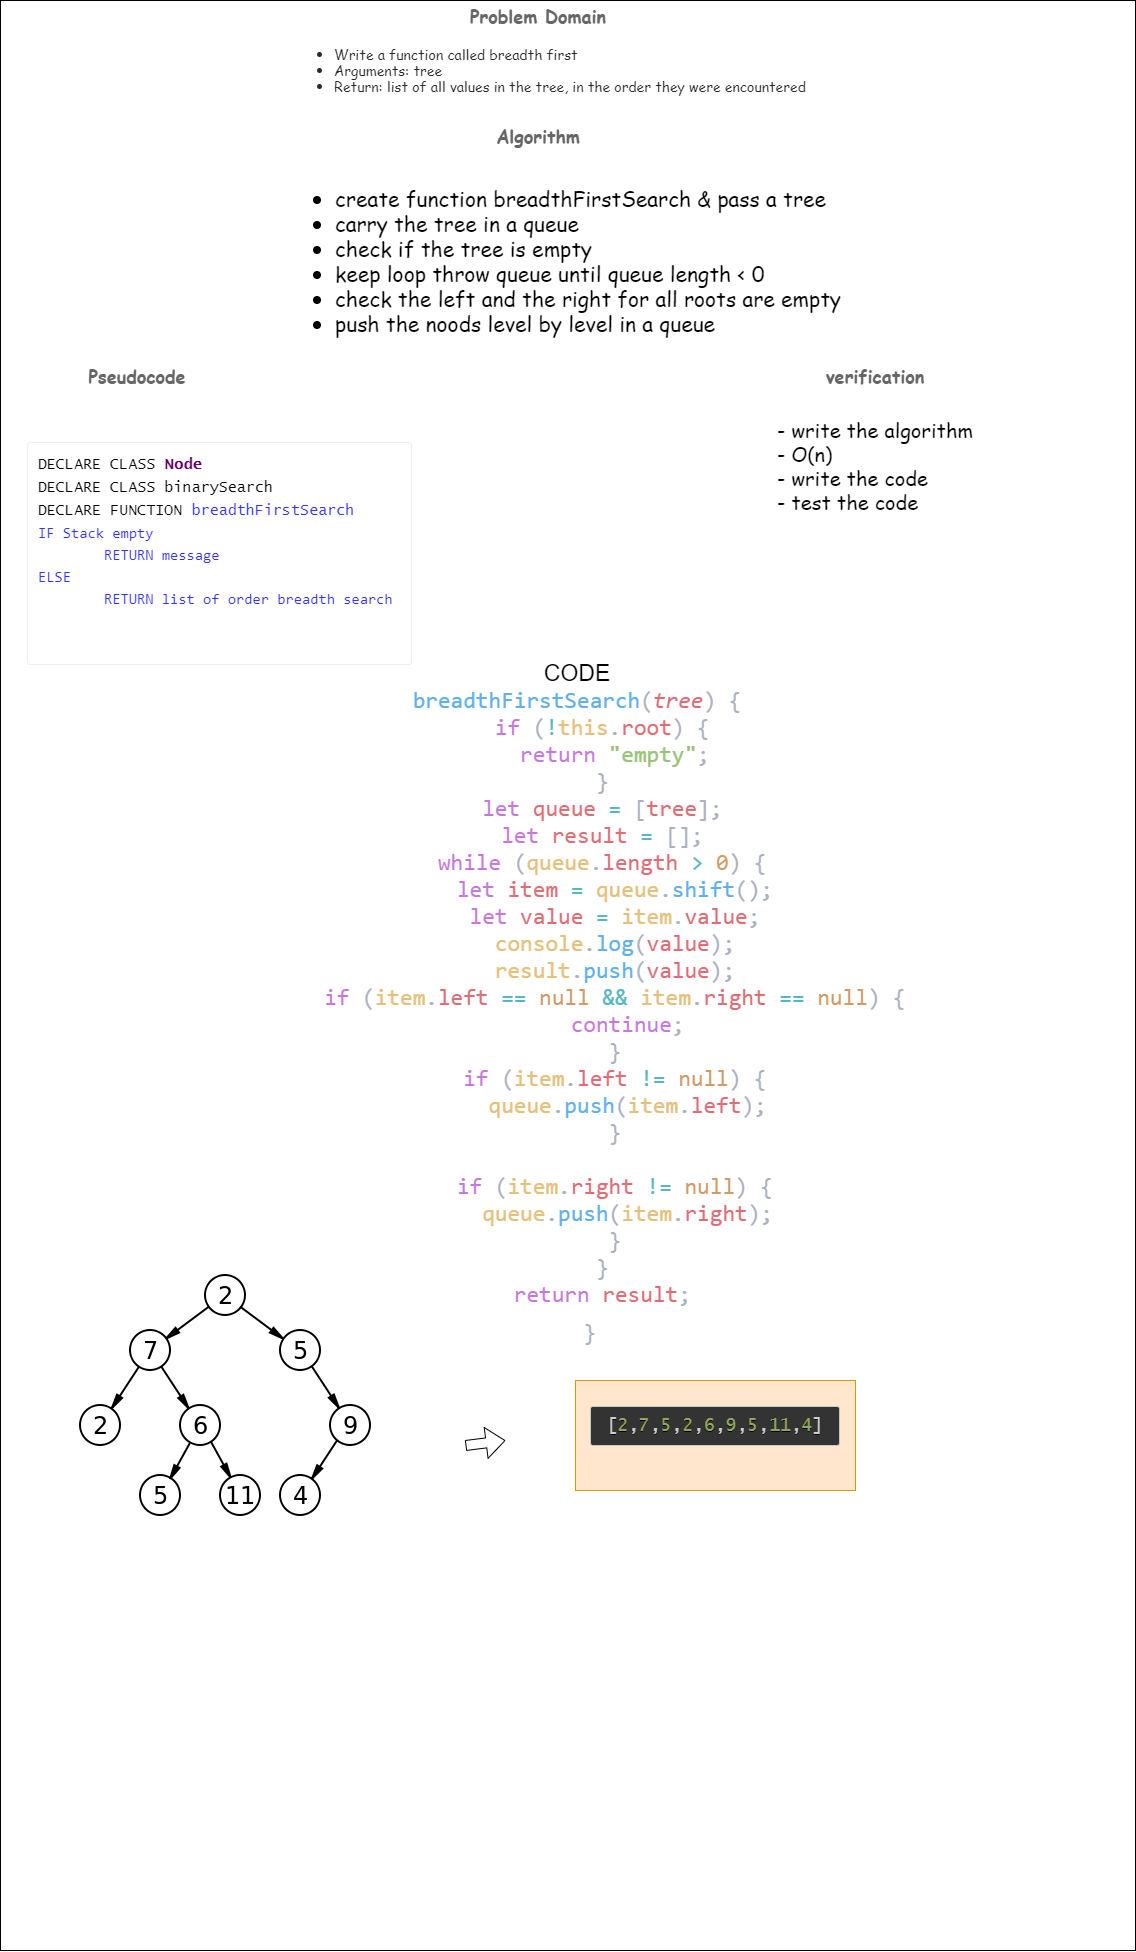 Problem Domain
Write a function called breadth first
Arguments: tree
Return: list of all values in the tree, in the order they were encountered
Algorithm
create function breadthFirstSearch & pass a tree
carry the tree in a queue
check if the tree is empty
keep loop throw queue until queue length < 0
check the left and the right for all roots are empty
push the noods level by level in a queue
Pseudocode
DECLARE CLASS Node
DECLARE CLASS binarySearch
DECLARE FUNCTION breadthFirstSearch
IF Stack empty
RETURN message
ELSE
RETURN list of order breadth search
verification
- write the algorithm
- O(n)
- write the code
- test the code
CODE
breadthFirstSearch(tree) {
if (!this.root) {
return "empty";
}
let queue = [tree];
let result = [];
while (queue.length > 0) {
let item = queue.shift();
let value = item.value;
console.log(value);
result.push(value);
if (item.left == null && item.right == null) {
continue;
}
if (item.left != null) {
queue.push(item.left);
}
if (item.right != null) {
queue.push(item.right);
}
}
return result;
}
2
7 5
2 6 9
5 11 4
[2,7,5,2,6,9,5,11,4]